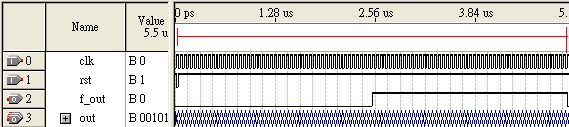 Name
Value
5.5 u
0 ps
1.28 us
2.56 us
3.84 us
5.
0
clk
B 0
1
rst
B 1
2
f_out
B 0
3
out
B 00101